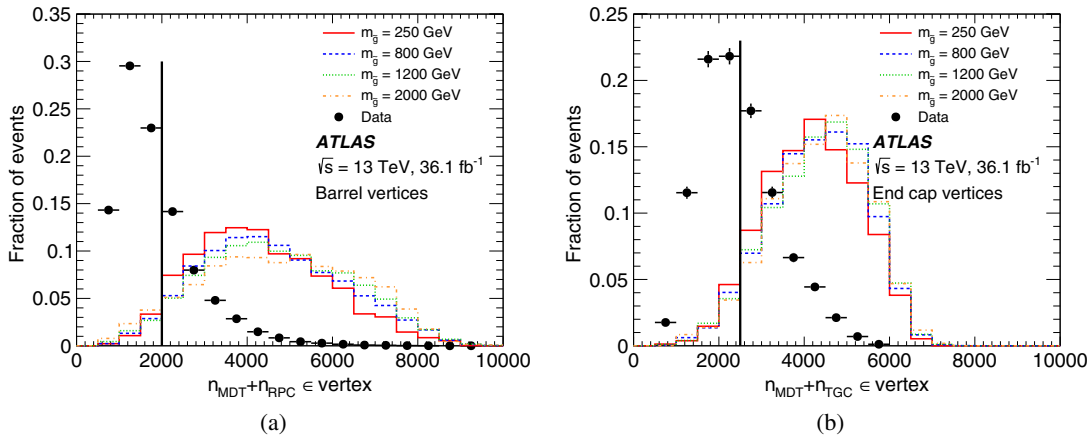 0.35
0.3
0.25
0.2
0.15
0.1
0.05
0
Fraction of events
m_g̃ = 250 GeV
m_g̃ = 800 GeV
m_g̃ = 1200 GeV
m_g̃ = 2000 GeV
Data
ATLAS
√s = 13 TeV, 36.1 fb⁻¹
Barrel vertices
0 2000 4000 6000 8000 10000
n_MDT+n_RPC ∈ vertex
(a)
0.25
0.2
0.15
0.1
0.05
0
Fraction of events
m_g̃ = 250 GeV
m_g̃ = 800 GeV
m_g̃ = 1200 GeV
m_g̃ = 2000 GeV
Data
ATLAS
√s = 13 TeV, 36.1 fb⁻¹
End cap vertices
0 2000 4000 6000 8000 10000
n_MDT+n_TGC ∈ vertex
(b)